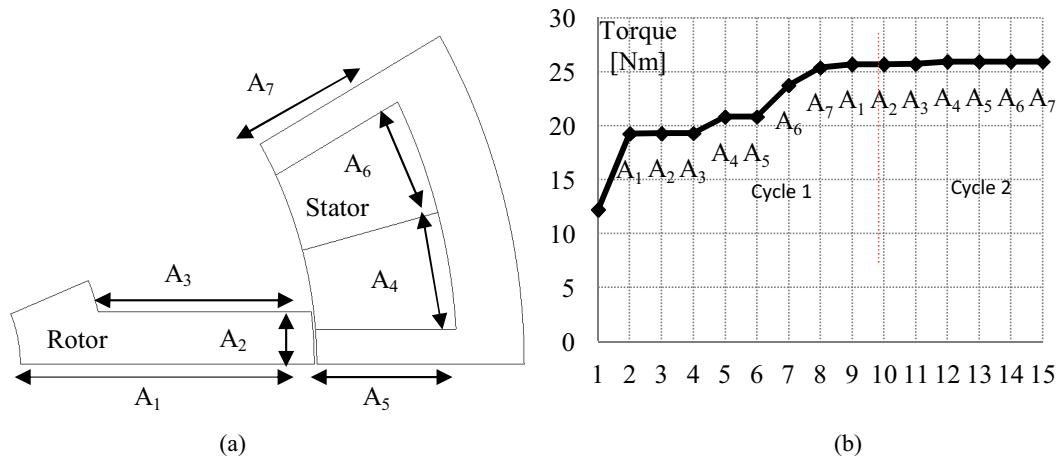 A7
A6
Stator
A3
A4
Rotor
A2
A1
A5
(a)
30
Torque
[Nm]
25
20
15
10
5
0
A1 A2 A3 A4 A5 A6 A7 A1 A2 A3 A4 A5 A6 A7
Cycle 1
Cycle 2
1 2 3 4 5 6 7 8 9 10 11 12 13 14 15
(b)